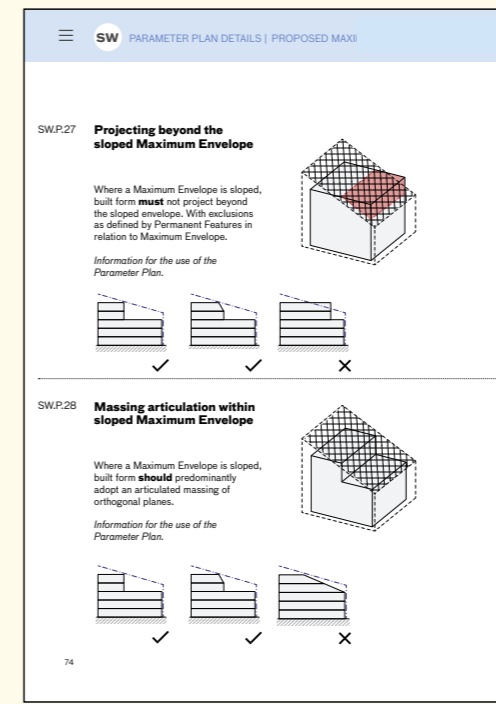 SW PARAMETER PLAN DETAILS | PROPOSED
SW.P.27 Projecting beyond the
sloped Maximum Envelope
Where a Maximum Envelope is sloped,
built form must not project beyond
the sloped envelope. With exclusions
as defined by Permanent Features in
relation to Maximum Envelope.
Information for the use of the
Parameter Plan.
SW.P.28 Massing articulation within
sloped Maximum Envelope
Where a Maximum Envelope is sloped,
built form should predominantly
adopt an articulated massing of
orthogonal planes.
Information for the use of the
Parameter Plan.
74